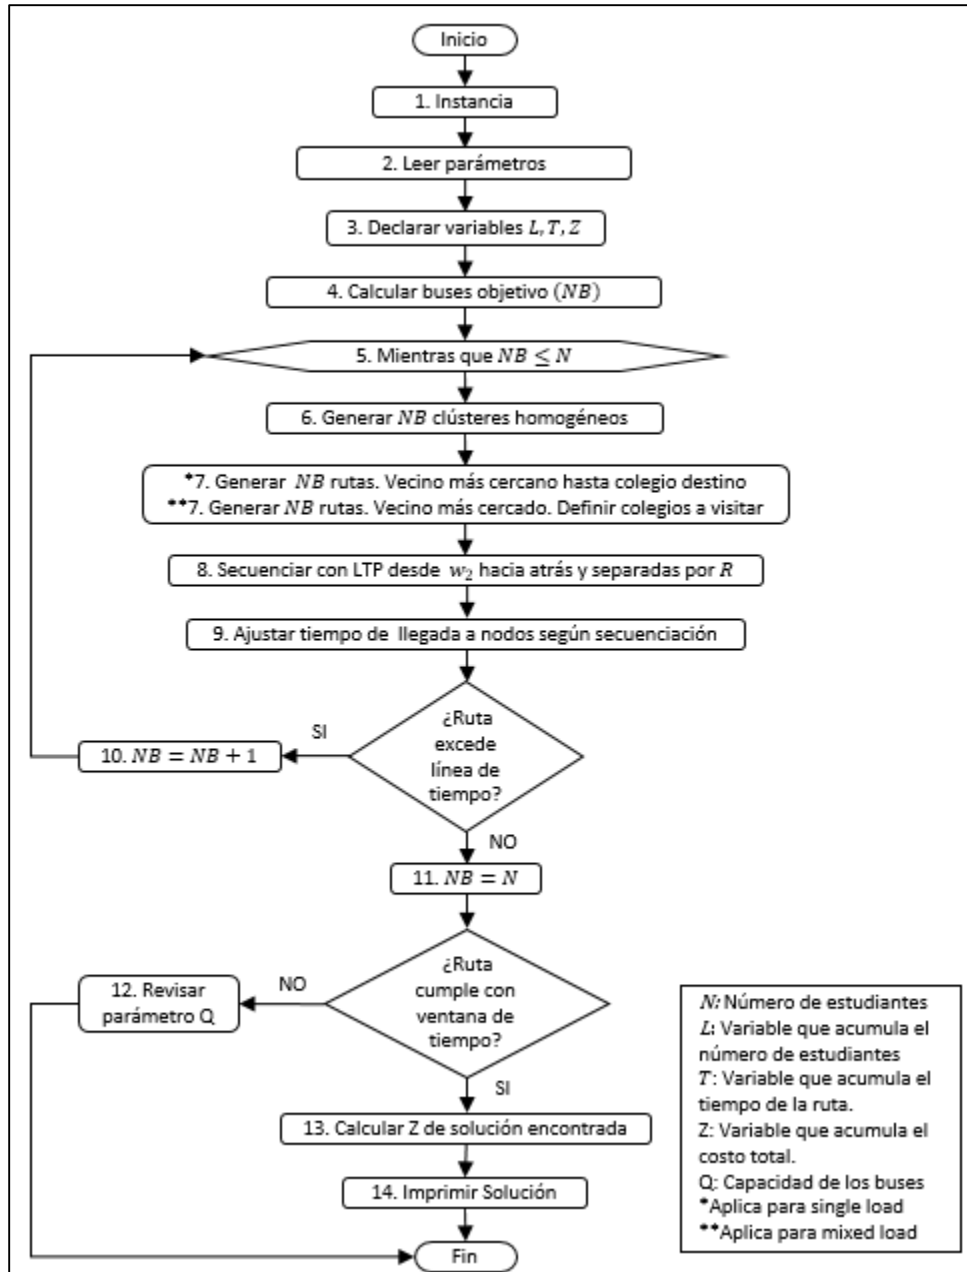 Inicio
1. Instancia
2. Leer parámetros
3. Declarar variables L, T, Z
4. Calcular buses objetivo (NB)
5. Mientras que NB ≤ N
6. Generar NB clústeres homogéneos
*7. Generar NB rutas. Vecino más cercano hasta colegio destino
**7. Generar NB rutas. Vecino más cercado. Definir colegios a visitar
8. Secuenciar con LTP desde w₂ hacia atrás y separadas por R
9. Ajustar tiempo de llegada a nodos según secuenciación
¿Ruta
excede
línea de
tiempo?
SI
10. NB = NB + 1
NO
11. NB = N
¿Ruta
cumple con
ventana de
tiempo?
NO
12. Revisar
parámetro Q
SI
13. Calcular Z de solución encontrada
14. Imprimir Solución
Fin
N: Número de estudiantes
L: Variable que acumula el
número de estudiantes
T: Variable que acumula el
tiempo de la ruta.
Z: Variable que acumula el
costo total.
Q: Capacidad de los buses
*Aplica para single load
**Aplica para mixed load